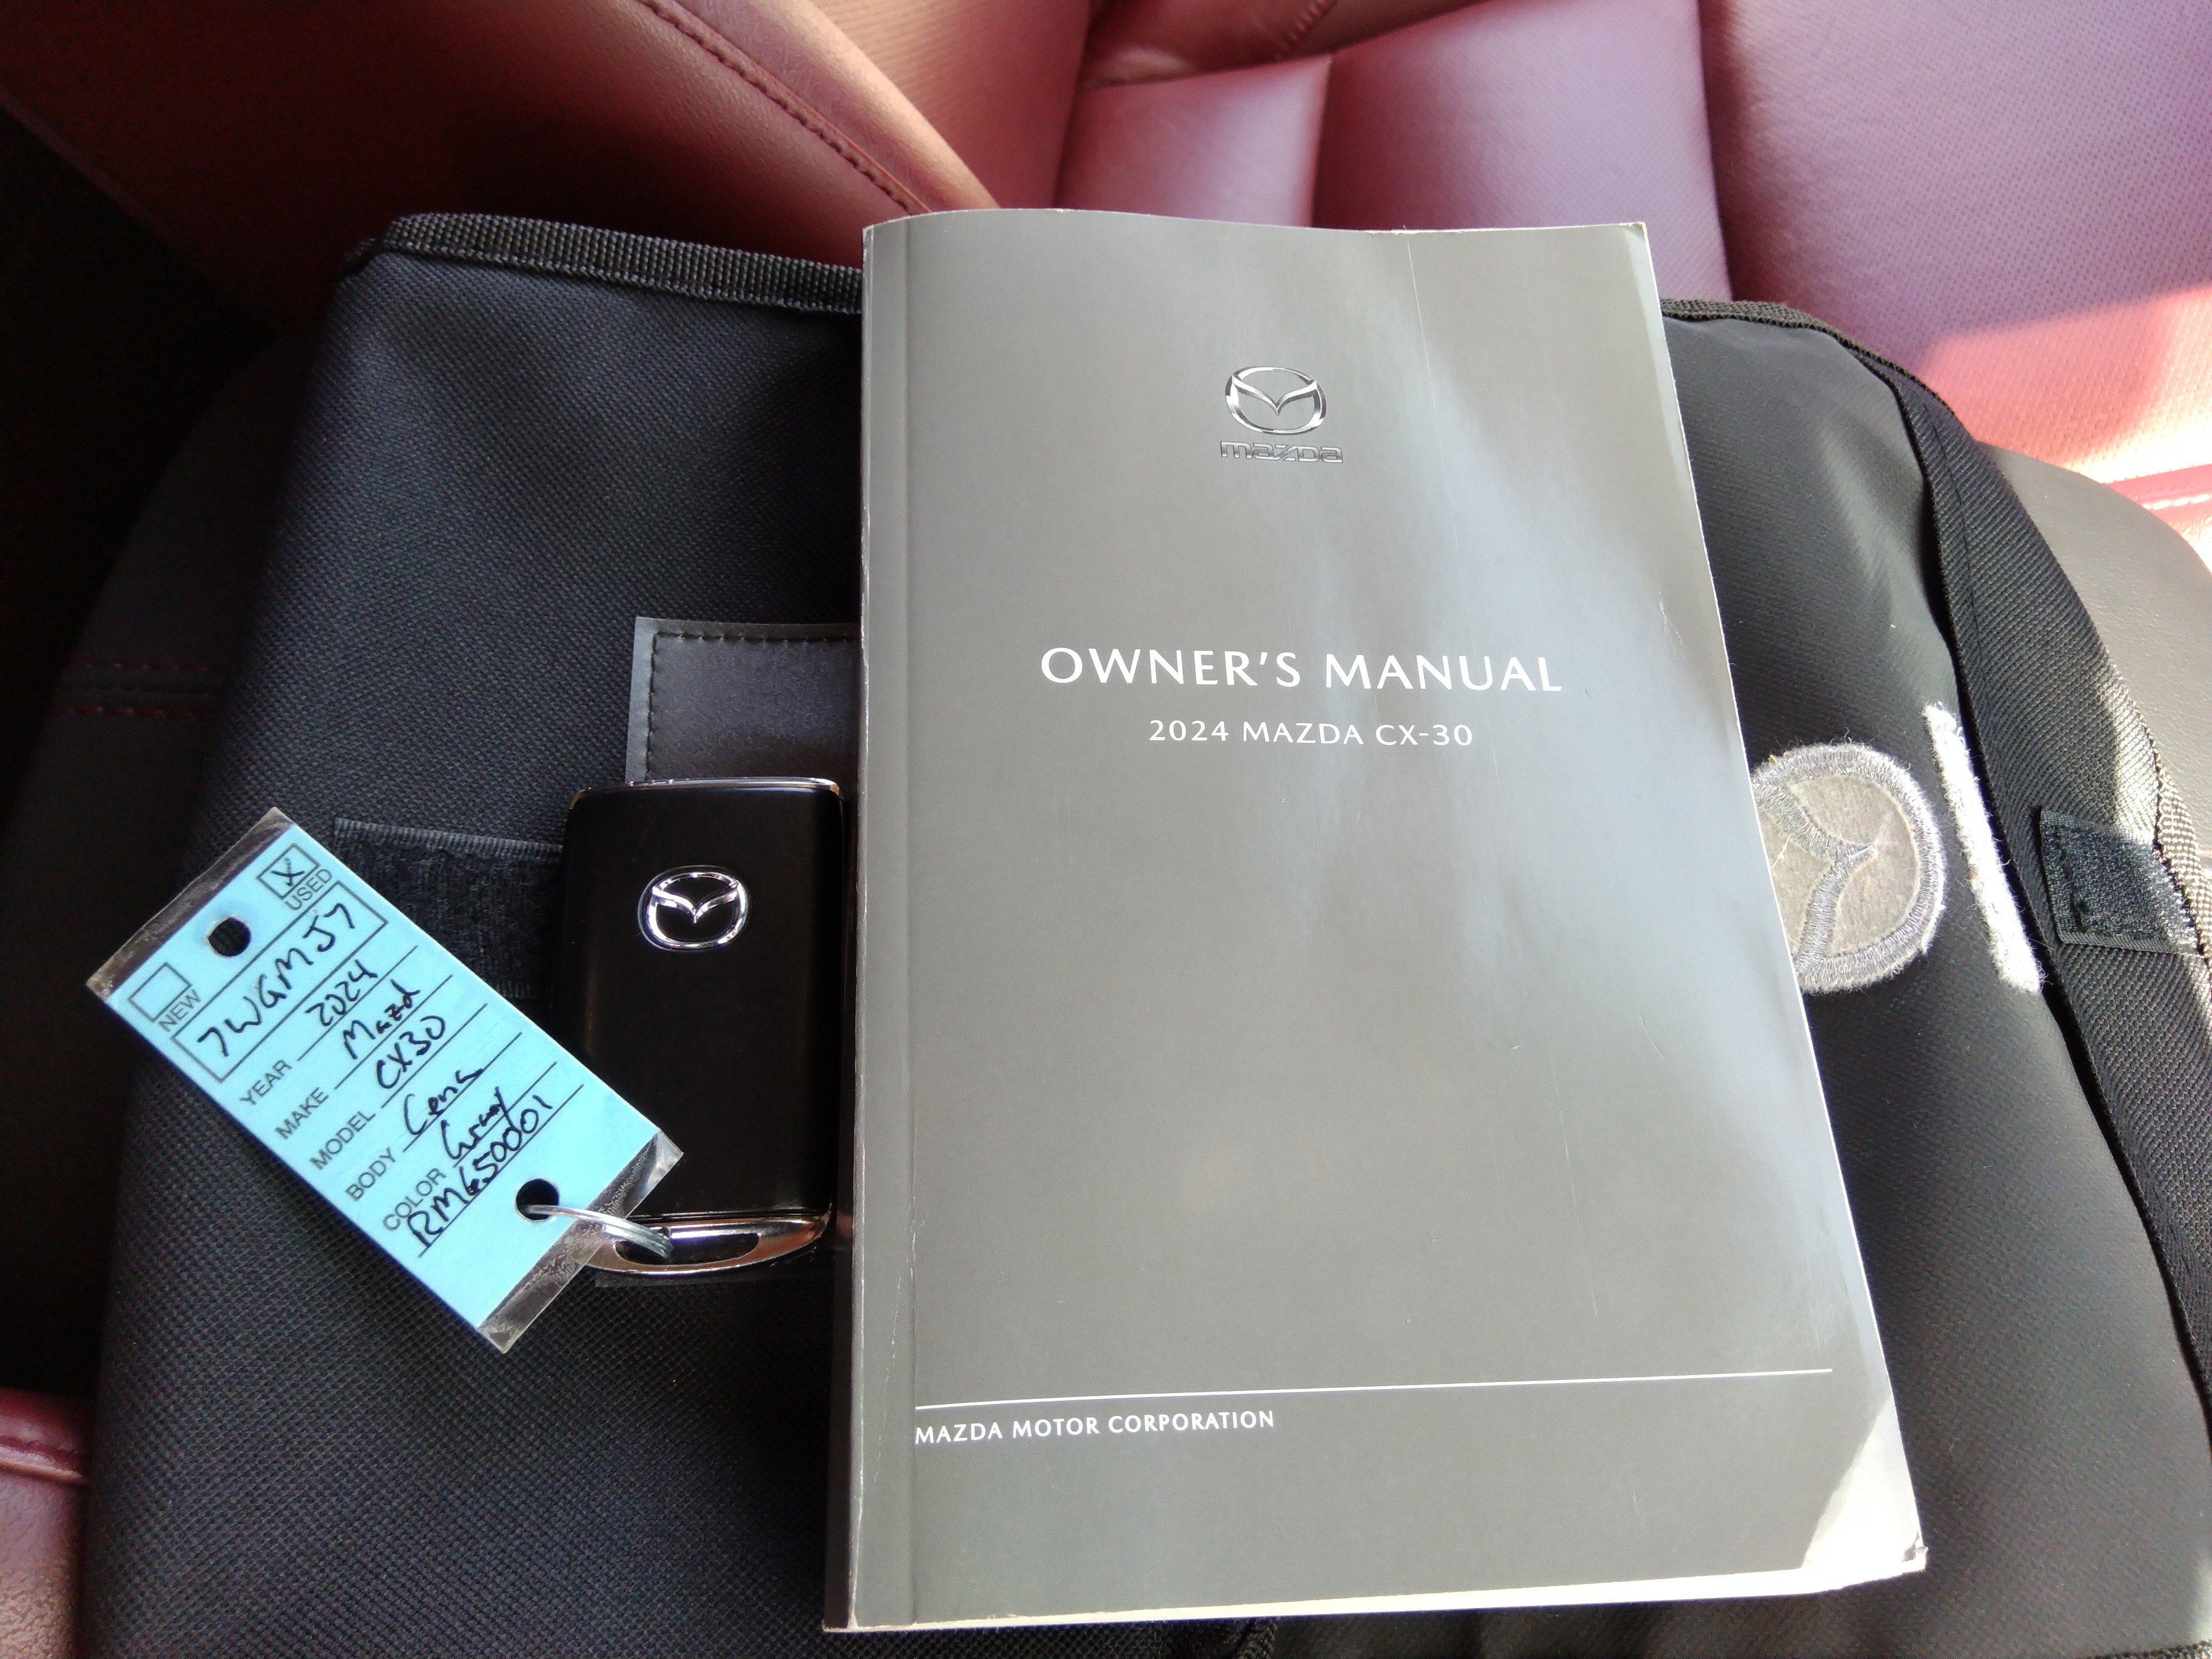 USED
NEW
7WGMJ7
YEAR 2024
MAKE Mazd
MODEL CX30
BODY
COLOR Gray
RM650001
mazda
OWNER'S MANUAL
2024 MAZDA CX-30
MAZDA MOTOR CORPORATION